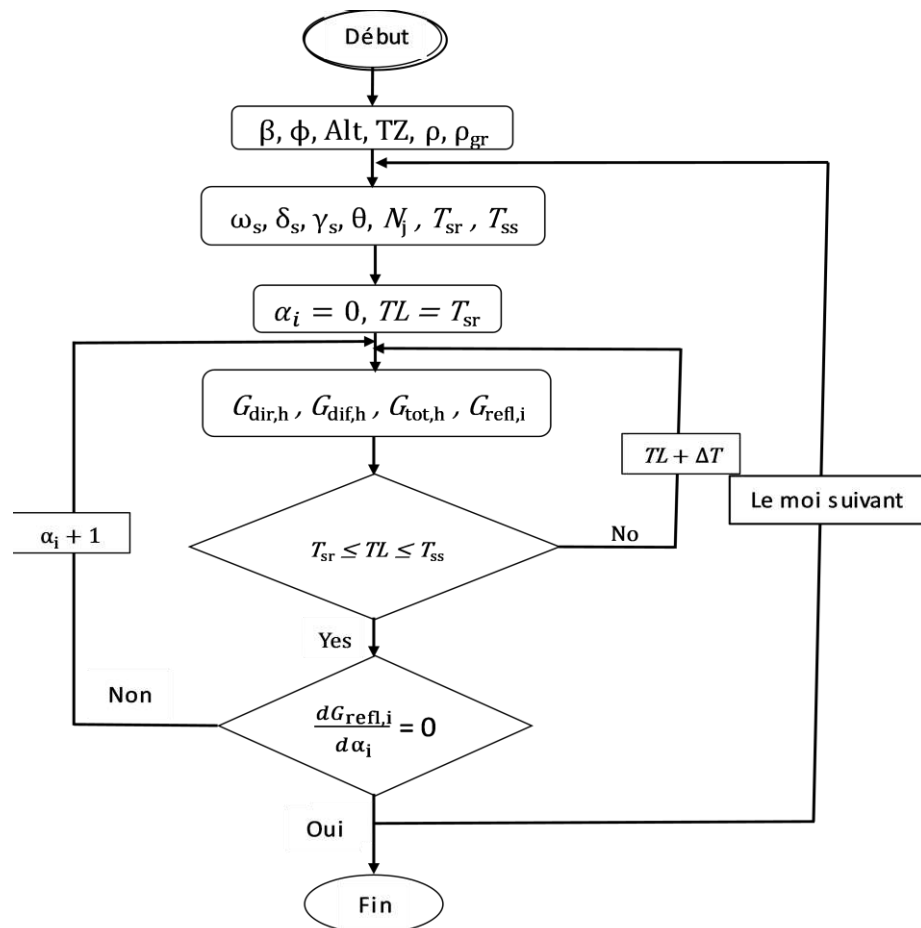 Début
β, ϕ, Alt, TZ, ρ, ρgr
ωs, δs, γs, θ, Nj , Tsr , Tss
αi = 0, TL = Tsr
Gdir,h , Gdif,h , Gtot,h , Grefl,i
TL + ΔT
Le moi suivant
αi + 1
Tsr ≤ TL ≤ Tss
No
Yes
Non
dGrefl,i
dαi
= 0
Oui
Fin